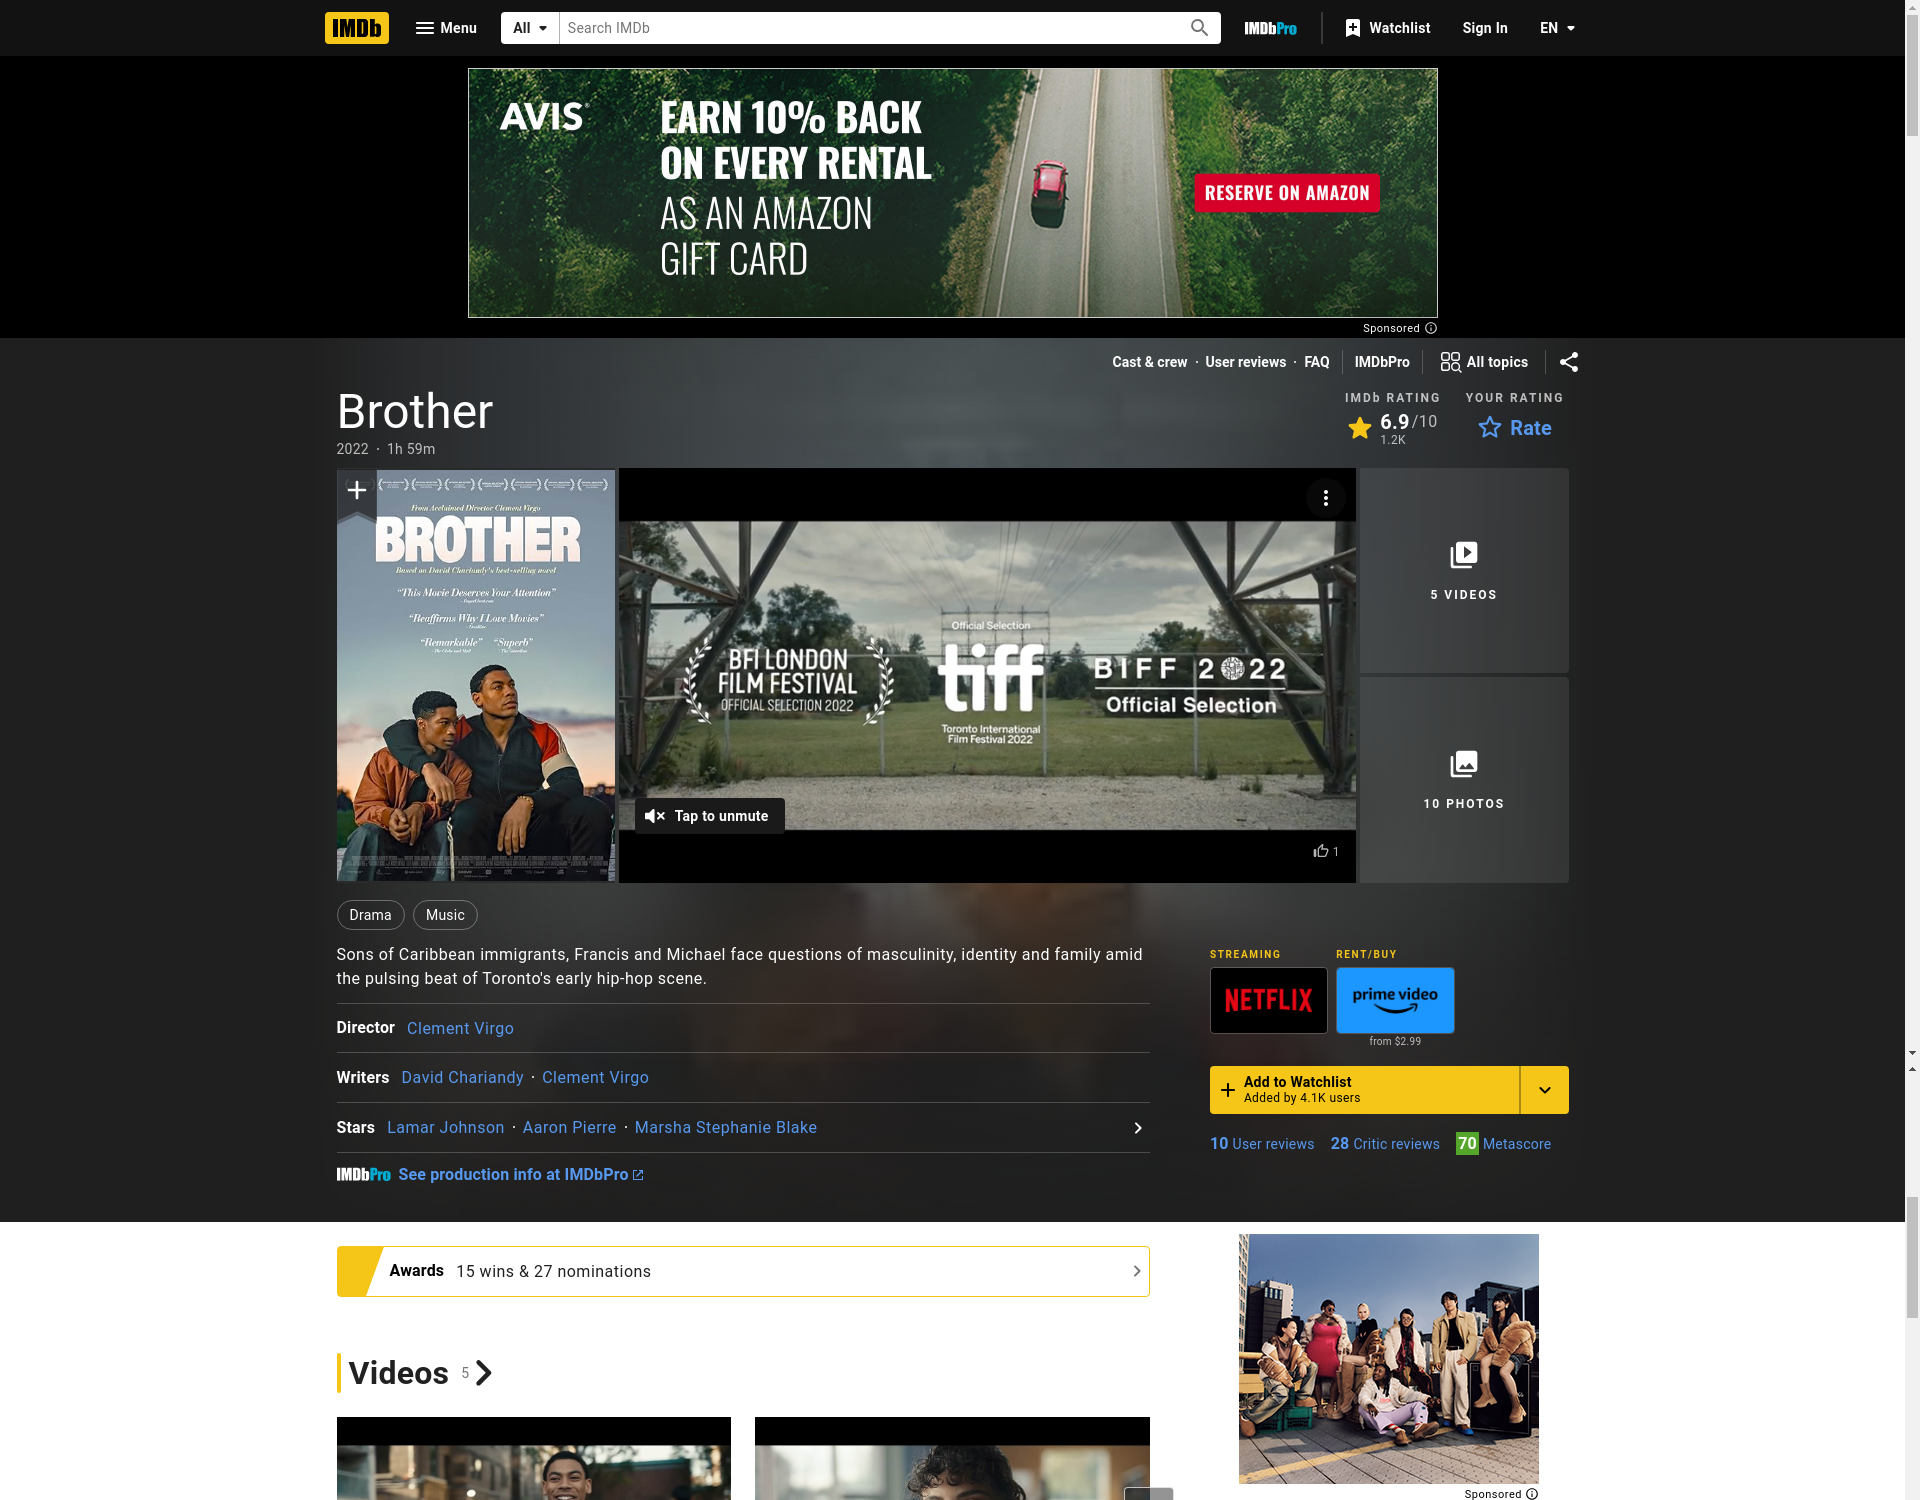 IMDb
Menu
All
Search IMDb
IMDbPro
Watchlist
Sign In
EN
AVIS
EARN 10% BACK
ON EVERY RENTAL
AS AN AMAZON
GIFT CARD
RESERVE ON AMAZON
Sponsored
Cast & crew · User reviews · FAQ
IMDbPro
All topics
Brother
2022 · 1h 59m
IMDb RATING
6.9/10
1.2K
YOUR RATING
Rate
From Acclaimed Director Clement Virgo
BROTHER
Based on David Chariandy's best-selling novel
"This Movie Deserves Your Attention"
"Reaffirms Why I Love Movies"
"Remarkable" "Superb"
BFI LONDON
FILM FESTIVAL
OFFICIAL SELECTION 2022
Official Selection
tiff
Toronto International
Film Festival 2022
BIFF 2022
Official Selection
Tap to unmute
1
5 VIDEOS
10 PHOTOS
Drama
Music
Sons of Caribbean immigrants, Francis and Michael face questions of masculinity, identity and family amid
the pulsing beat of Toronto's early hip-hop scene.
Director Clement Virgo
Writers David Chariandy · Clement Virgo
Stars Lamar Johnson · Aaron Pierre · Marsha Stephanie Blake
IMDbPro See production info at IMDbPro
STREAMING
NETFLIX
RENT/BUY
prime video
from $2.99
Add to Watchlist
Added by 4.1K users
10 User reviews 28 Critic reviews 70 Metascore
Awards 15 wins & 27 nominations
Videos 5
Sponsored